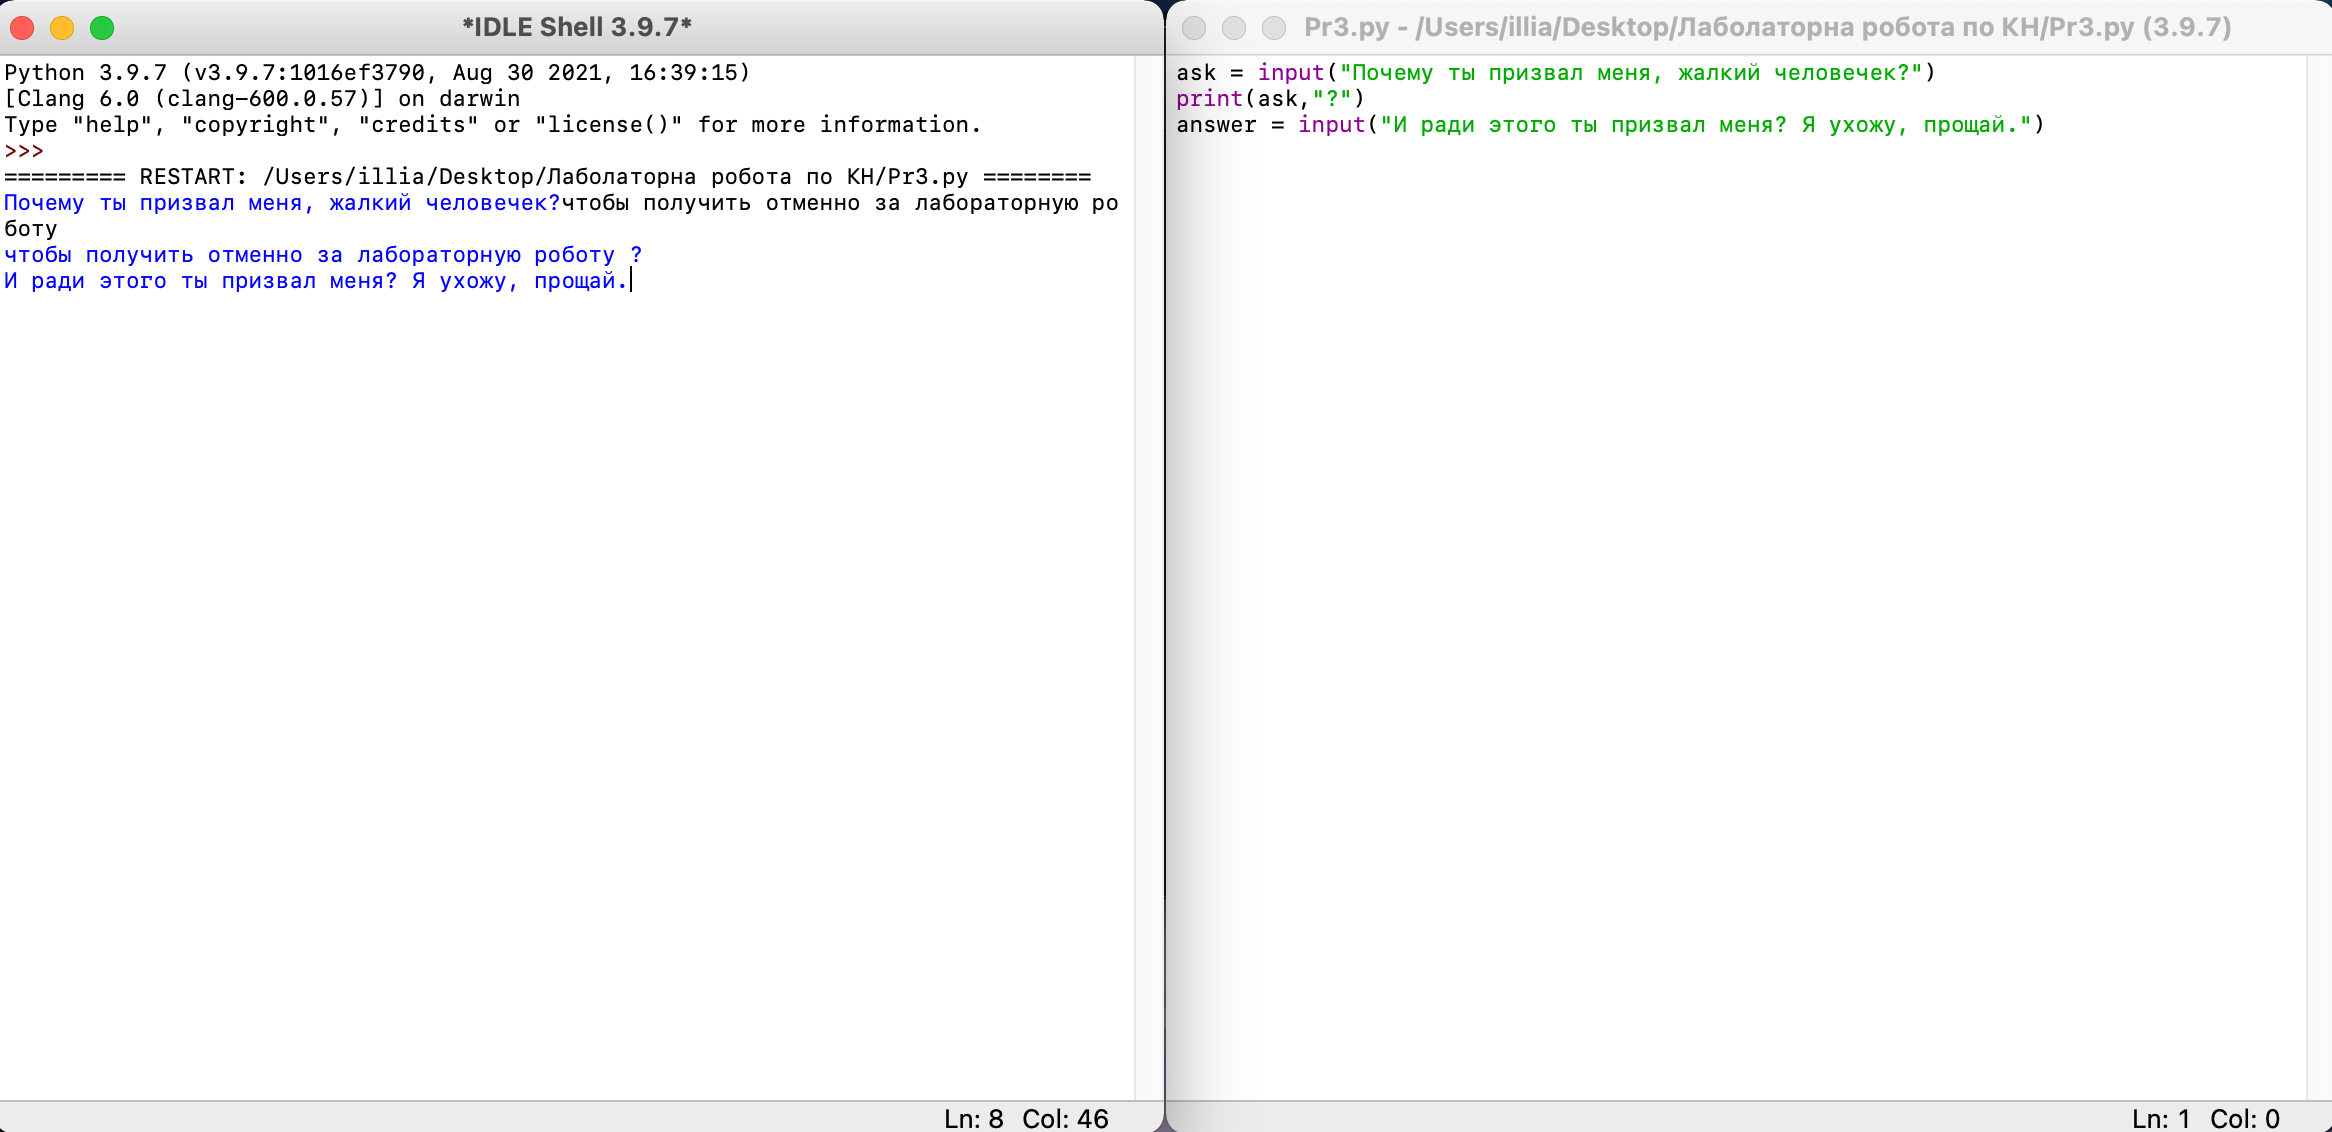 *IDLE Shell 3.9.7*
Python 3.9.7 (v3.9.7:1016ef3790, Aug 30 2021, 16:39:15)
[Clang 6.0 (clang-600.0.57)] on darwin
Type "help", "copyright", "credits" or "license()" for more information.
>>>
========= RESTART: /Users/illia/Desktop/Лаболаторна робота по КН/Pr3.py ========
Почему ты призвал меня, жалкий человечек?чтобы получить отменно за лабораторную ро
боту
чтобы получить отменно за лабораторную роботу ?
И ради этого ты призвал меня? Я ухожу, прощай.
Ln: 8 Col: 46
Pr3.py - /Users/illia/Desktop/Лаболаторна робота по КН/Pr3.py (3.9.7)
ask = input("Почему ты призвал меня, жалкий человечек?")
print(ask,"?")
answer = input("И ради этого ты призвал меня? Я ухожу, прощай.")
Ln: 1 Col: 0